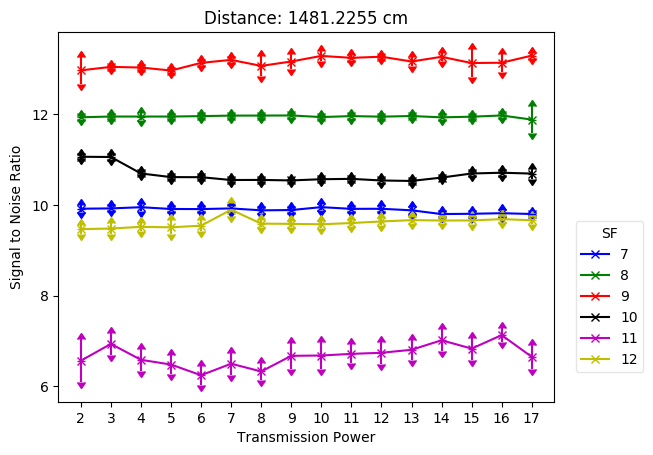 Distance: 1481.2255 cm
Signal to Noise Ratio
12
10
8
6
2 3 4 5 6 7 8 9 10 11 12 13 14 15 16 17
Transmission Power
SF
7
8
9
10
11
12